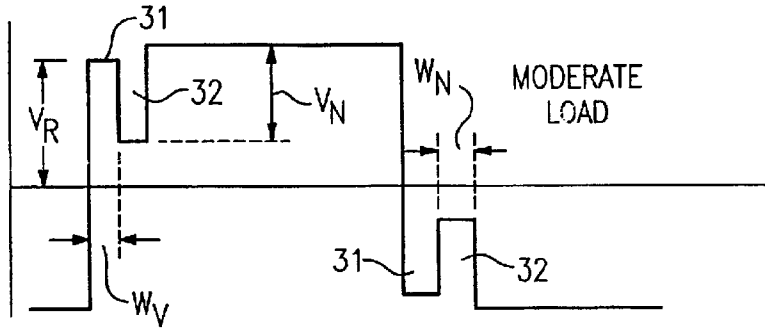 31
32
V_R
V_N
W_N
MODERATE
LOAD
W_V
31
32